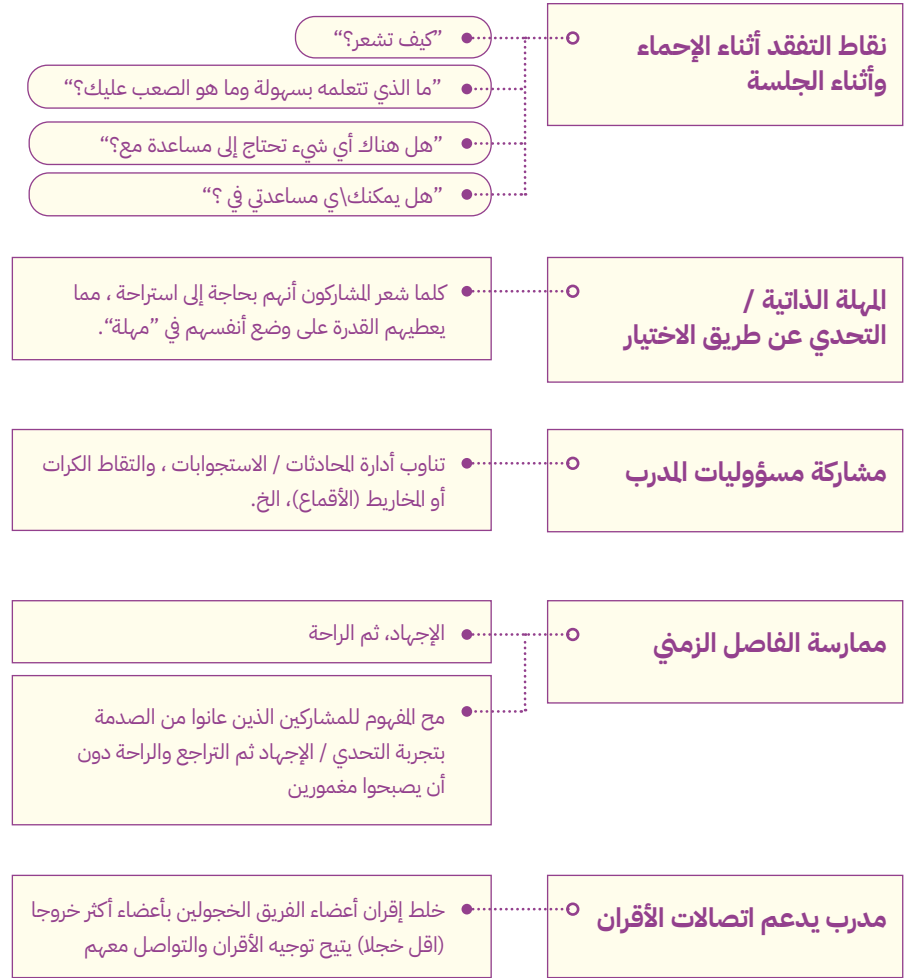 نقاط التفقد أثناء الإحماء
وأثناء الجلسة
”كيف تشعر؟“
”ما الذي تتعلمه بسهولة وما هو الصعب عليك؟“
”هل هناك أي شيء تحتاج إلى مساعدة مع؟“
”هل يمكنك\ي مساعدتي في ؟“
المهلة الذاتية /
التحدي عن طريق الاختيار
كلما شعر المشاركون أنهم بحاجة إلى استراحة ، مما
يعطيهم القدرة على وضع أنفسهم في ”مهلة“.
مشاركة مسؤوليات المدرب
تناوب أدارة المحادثات / الاستجوابات ، والتقاط الكرات
أو المخاريط (الأقماع)، الخ.
ممارسة الفاصل الزمني
الإجهاد، ثم الراحة
مح المفهوم للمشاركين الذين عانوا من الصدمة
بتجربة التحدي / الإجهاد ثم التراجع والراحة دون
أن يصبحوا مغمورين
مدرب يدعم اتصالات الأقران
خلط إقران أعضاء الفريق الخجولين بأعضاء أكثر خروجا
(اقل خجلا) يتيح توجيه الأقران والتواصل معهم